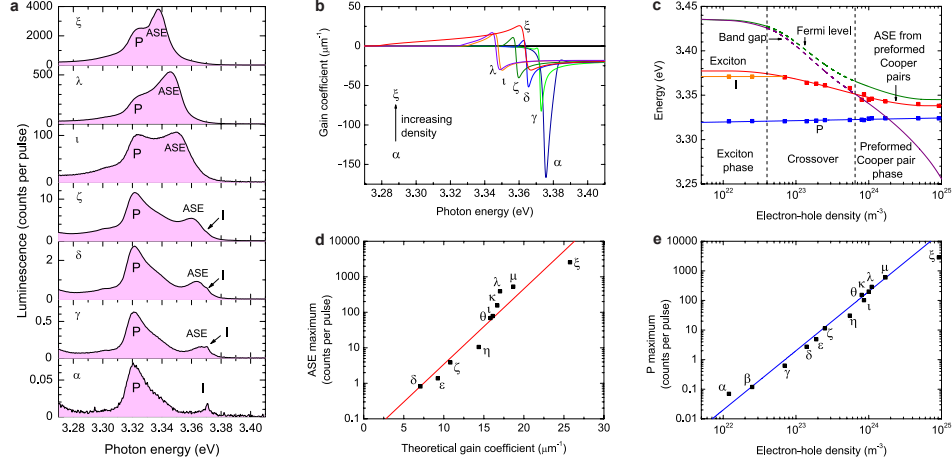 a
ξ
P
ASE
4000
2000
0
λ
P
ASE
500
0
ι
P
ASE
100
0
ζ
P
ASE
I
10
0
δ
P
ASE
I
2
0
γ
P
ASE
I
0.5
0.0
α
P
I
0.05
0.00
3.28 3.30 3.32 3.34 3.36 3.38 3.40
Photon energy (eV)
Luminescence (counts per pulse)
b
ξ
λ
ι
ζ
δ
γ
α
ξ
increasing
density
α
50
0
-50
-100
-150
3.28 3.30 3.32 3.34 3.36 3.38 3.40
Photon energy (eV)
Gain coefficient (μm⁻¹)
c
Band gap
Fermi level
ASE from
preformed
Cooper
pairs
Exciton
I
P
Exciton
phase
Crossover
Preformed
Cooper pair
phase
3.45
3.40
3.35
3.30
3.25
10²² 10²³ 10²⁴ 10²⁵
Electron-hole density (m⁻³)
Energy (eV)
d
ξ
μ
λ
κ
ι
θ
η
ζ
ε
δ
10000
1000
100
10
1
0.1
0 5 10 15 20 25 30
Theoretical gain coefficient (μm⁻¹)
ASE maximum
(counts per pulse)
e
ξ
μ
λ
κ
θ
ι
η
ζ
ε
δ
γ
β
α
10000
1000
100
10
1
0.1
0.01
10²² 10²³ 10²⁴ 10²⁵
Electron-hole density (m⁻³)
P maximum
(counts per pulse)